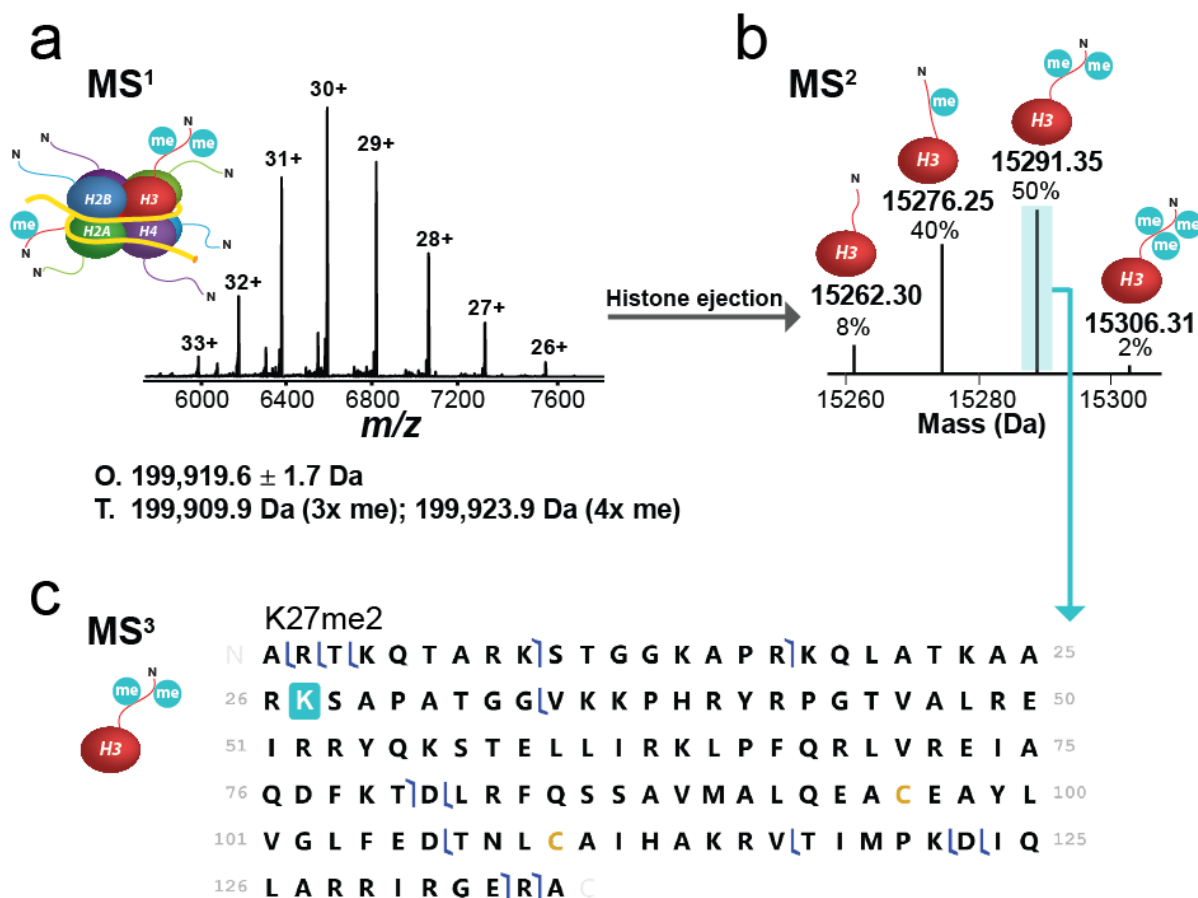 a
MS1
30+
31+
29+
28+
32+
33+
27+
26+
N
N
me
me
N
N
H2B
H3
me
H2A
H4
N
N
N
N
6000 6400 6800 7200 7600
m/z
O. 199,919.6 ± 1.7 Da
T. 199,909.9 Da (3x me); 199,923.9 Da (4x me)
Histone ejection
b
MS2
N
me
me
H3
15291.35
50%
N
me
H3
15276.25
40%
N
H3
15262.30
8%
N
me
me
me
H3
15306.31
2%
15260 15280 15300
Mass (Da)
c
MS3
N
me
me
H3
K27me2
N A R T K Q T A R K S T G G K A P R K Q L A T K A A 25
26 R K S A P A T G G V K K P H R Y R P G T V A L R E 50
51 I R R Y Q K S T E L L I R K L P F Q R L V R E I A 75
76 Q D F K T D L R F Q S S A V M A L Q E A C E A Y L 100
101 V G L F E D T N L C A I H A K R V T I M P K D I Q 125
126 L A R R I R G E R A C